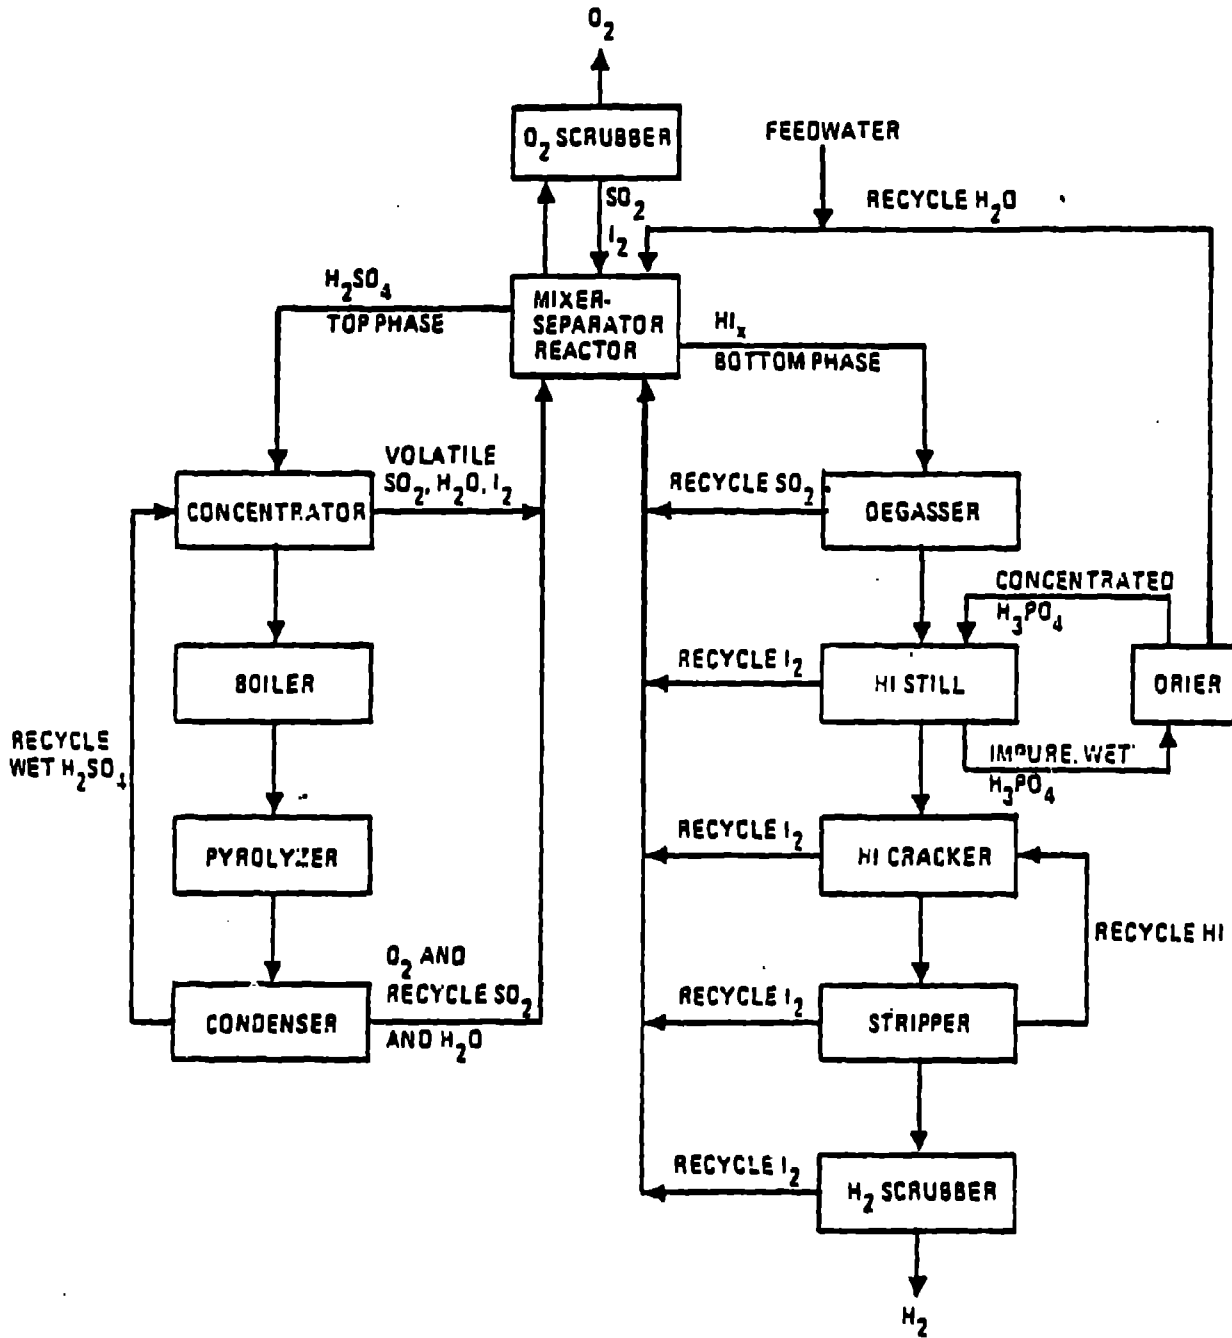 O2
O2 SCRUBBER
FEEDWATER
SO2
I2
RECYCLE H2O
H2SO4
TOP PHASE
MIXER-
SEPARATOR
REACTOR
HIx
BOTTOM PHASE
VOLATILE
SO2, H2O, I2
CONCENTRATOR
RECYCLE SO2
DEGASSER
CONCENTRATED
H3PO4
BOILER
RECYCLE I2
HI STILL
DRIER
RECYCLE
WET H2SO4
IMPURE, WET
H3PO4
PYROLYZER
RECYCLE I2
HI CRACKER
RECYCLE HI
O2 AND
RECYCLE SO2
AND H2O
CONDENSER
RECYCLE I2
STRIPPER
RECYCLE I2
H2 SCRUBBER
H2